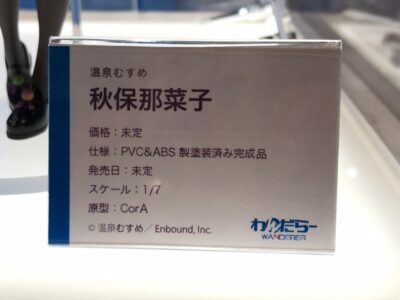 温泉むすめ
秋保那菜子
価格：未定
仕様：PVC&ABS 製塗装済み完成品
発売日：未定
スケール：1/7
原型：CorA
© 温泉むすめ／Enbound, Inc.
わんだらー
WANDERER